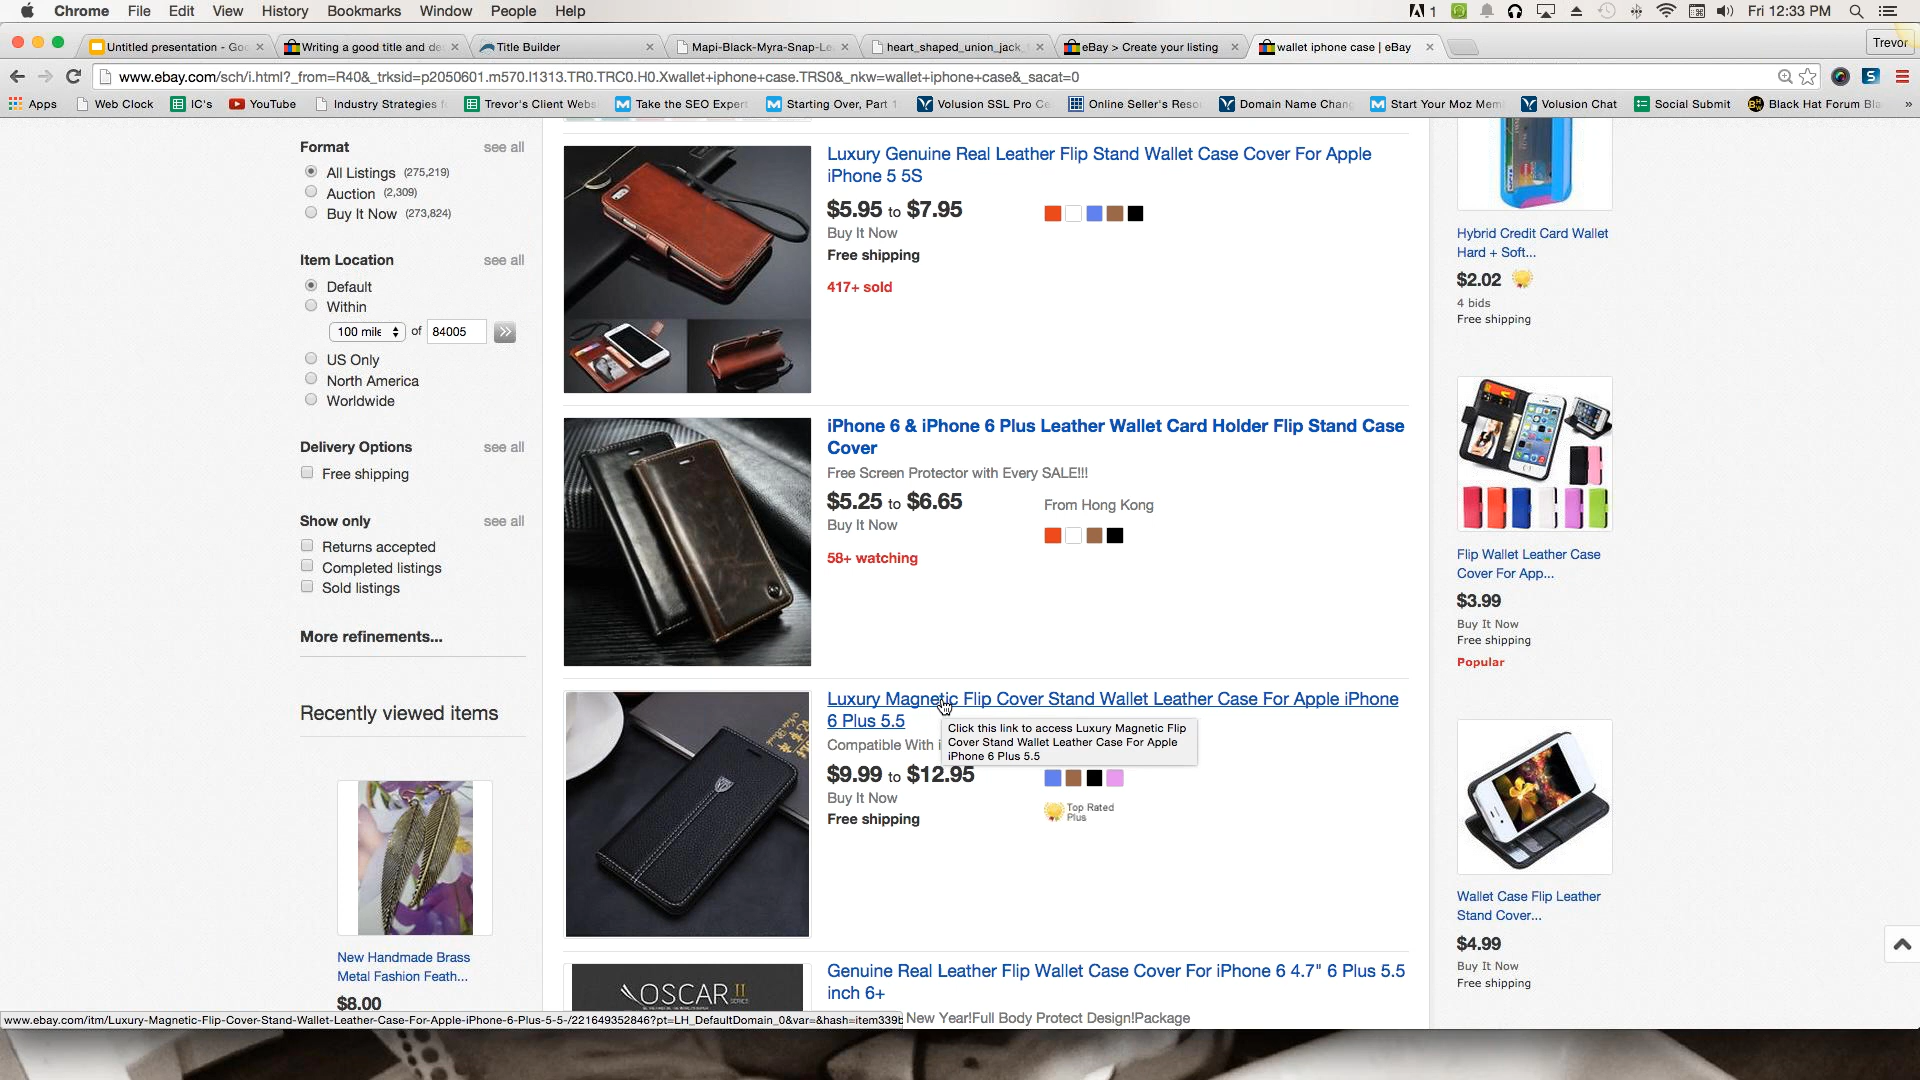 Chrome File Edit View History Bookmarks Window People Help
1 Fri 12:33 PM
Untitled presentation - Goo
Writing a good title and de
Title Builder
Mapi-Black-Myra-Snap-Le
heart_shaped_union_jack_
eBay > Create your listing
wallet iphone case | eBay
Trevor
www.ebay.com/sch/i.html?_from=R40&_trksid=p2050601.m570.l1313.TR0.TRC0.H0.Xwallet+iphone+case.TRS0&_nkw=wallet+iphone+case&_sacat=0
Apps Web Clock IC's YouTube Industry Strategies f Trevor's Client Webs Take the SEO Expert Starting Over, Part 1 Volusion SSL Pro Ce Online Seller's Reso Domain Name Chang Start Your Moz Mem Volusion Chat Social Submit Black Hat Forum Bla »
Format see all
All Listings (275,219)
Auction (2,309)
Buy It Now (273,824)
Item Location see all
Default
Within
100 mile of 84005
US Only
North America
Worldwide
Delivery Options see all
Free shipping
Show only see all
Returns accepted
Completed listings
Sold listings
More refinements...
Recently viewed items
New Handmade Brass
Metal Fashion Feath...
$8.00
Luxury Genuine Real Leather Flip Stand Wallet Case Cover For Apple
iPhone 5 5S
$5.95 to $7.95
Buy It Now
Free shipping
417+ sold
iPhone 6 & iPhone 6 Plus Leather Wallet Card Holder Flip Stand Case
Cover
Free Screen Protector with Every SALE!!!
$5.25 to $6.65
From Hong Kong
Buy It Now
58+ watching
Luxury Magnetic Flip Cover Stand Wallet Leather Case For Apple iPhone
6 Plus 5.5
Compatible With i
Click this link to access Luxury Magnetic Flip
Cover Stand Wallet Leather Case For Apple
iPhone 6 Plus 5.5
$9.99 to $12.95
Buy It Now
Top Rated
Plus
Free shipping
OSCAR II
SERIES
Genuine Real Leather Flip Wallet Case Cover For iPhone 6 4.7" 6 Plus 5.5
inch 6+
New Year!Full Body Protect Design!Package
Hybrid Credit Card Wallet
Hard + Soft...
$2.02
4 bids
Free shipping
Flip Wallet Leather Case
Cover For App...
$3.99
Buy It Now
Free shipping
Popular
Wallet Case Flip Leather
Stand Cover...
$4.99
Buy It Now
Free shipping
www.ebay.com/itm/Luxury-Magnetic-Flip-Cover-Stand-Wallet-Leather-Case-For-Apple-iPhone-6-Plus-5-5-/221649352846?pt=LH_DefaultDomain_0&var=&hash=item339b